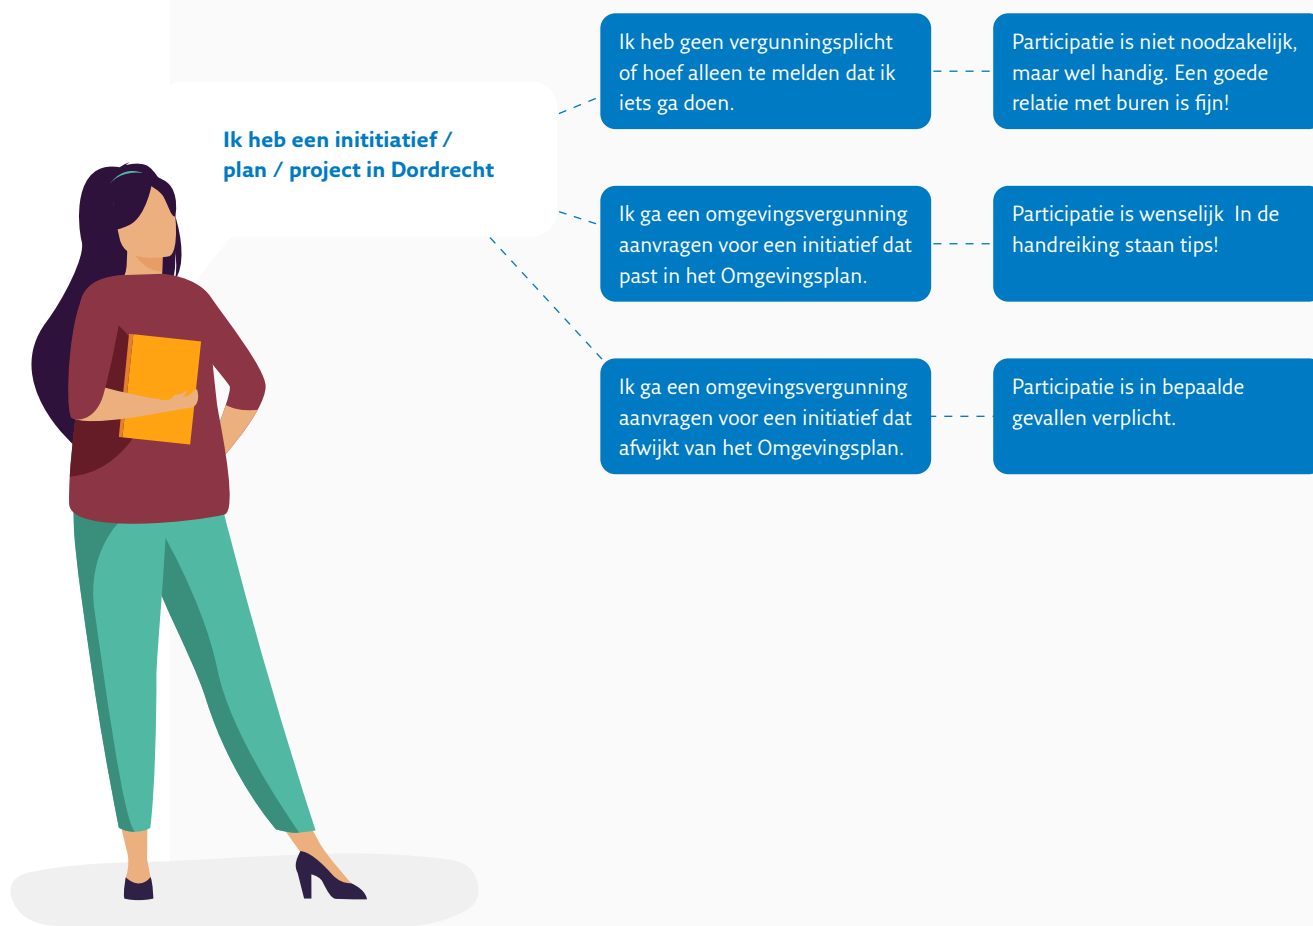 Ik heb een inititiatief /
plan / project in Dordrecht
Ik heb geen vergunningsplicht
of hoef alleen te melden dat ik
iets ga doen.
Participatie is niet noodzakelijk,
maar wel handig. Een goede
relatie met buren is fijn!
Ik ga een omgevingsvergunning
aanvragen voor een initiatief dat
past in het Omgevingsplan.
Participatie is wenselijk  In de
handreiking staan tips!
Ik ga een omgevingsvergunning
aanvragen voor een initiatief dat
afwijkt van het Omgevingsplan.
Participatie is in bepaalde
gevallen verplicht.